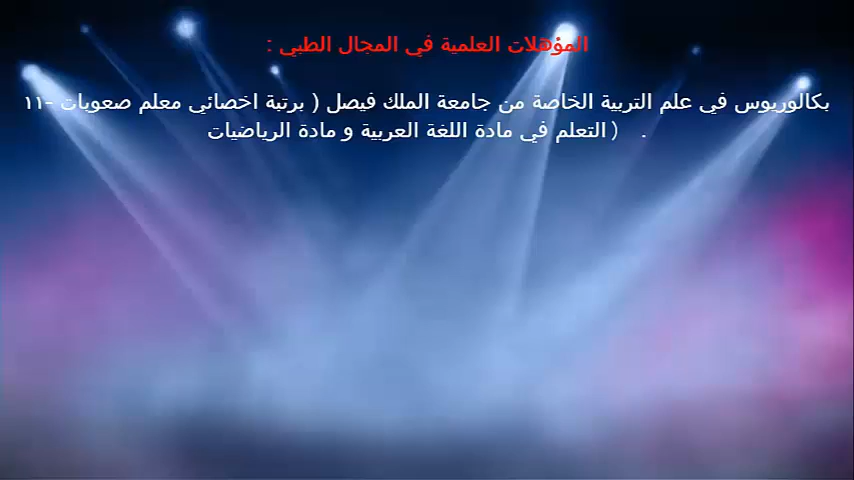 المؤهلات العلمية في المجال الطبي :
بكالوريوس في علم التربية الخاصة من جامعة الملك فيصل ( برتبة اخصائي معلم صعوبات -١١
التعلم في مادة اللغة العربية و مادة الرياضيات ) .